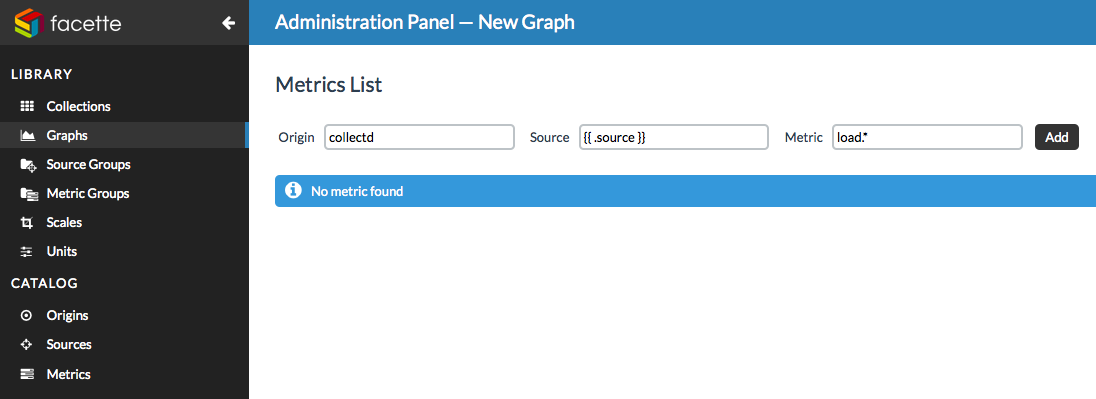 facette
Administration Panel — New Graph
LIBRARY
Collections
Graphs
Source Groups
Metric Groups
Scales
Units
CATALOG
Origins
Sources
Metrics
Metrics List
Origin collectd Source {{ .source }} Metric load.* Add
No metric found